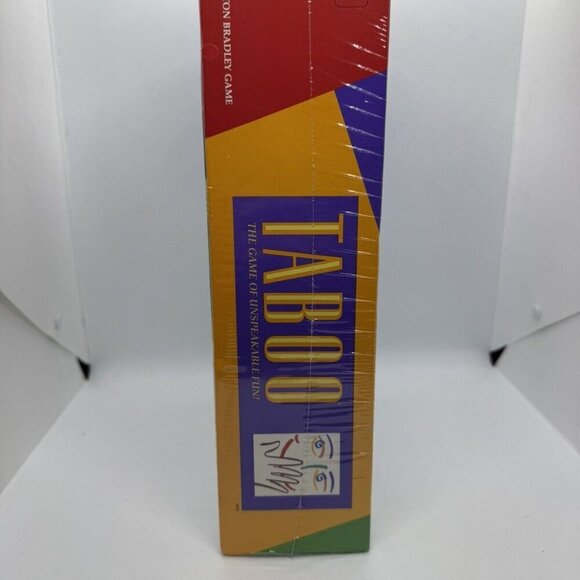 TON BRADLEY GAME
TABOO
THE GAME OF UNSPEAKABLE FUN!